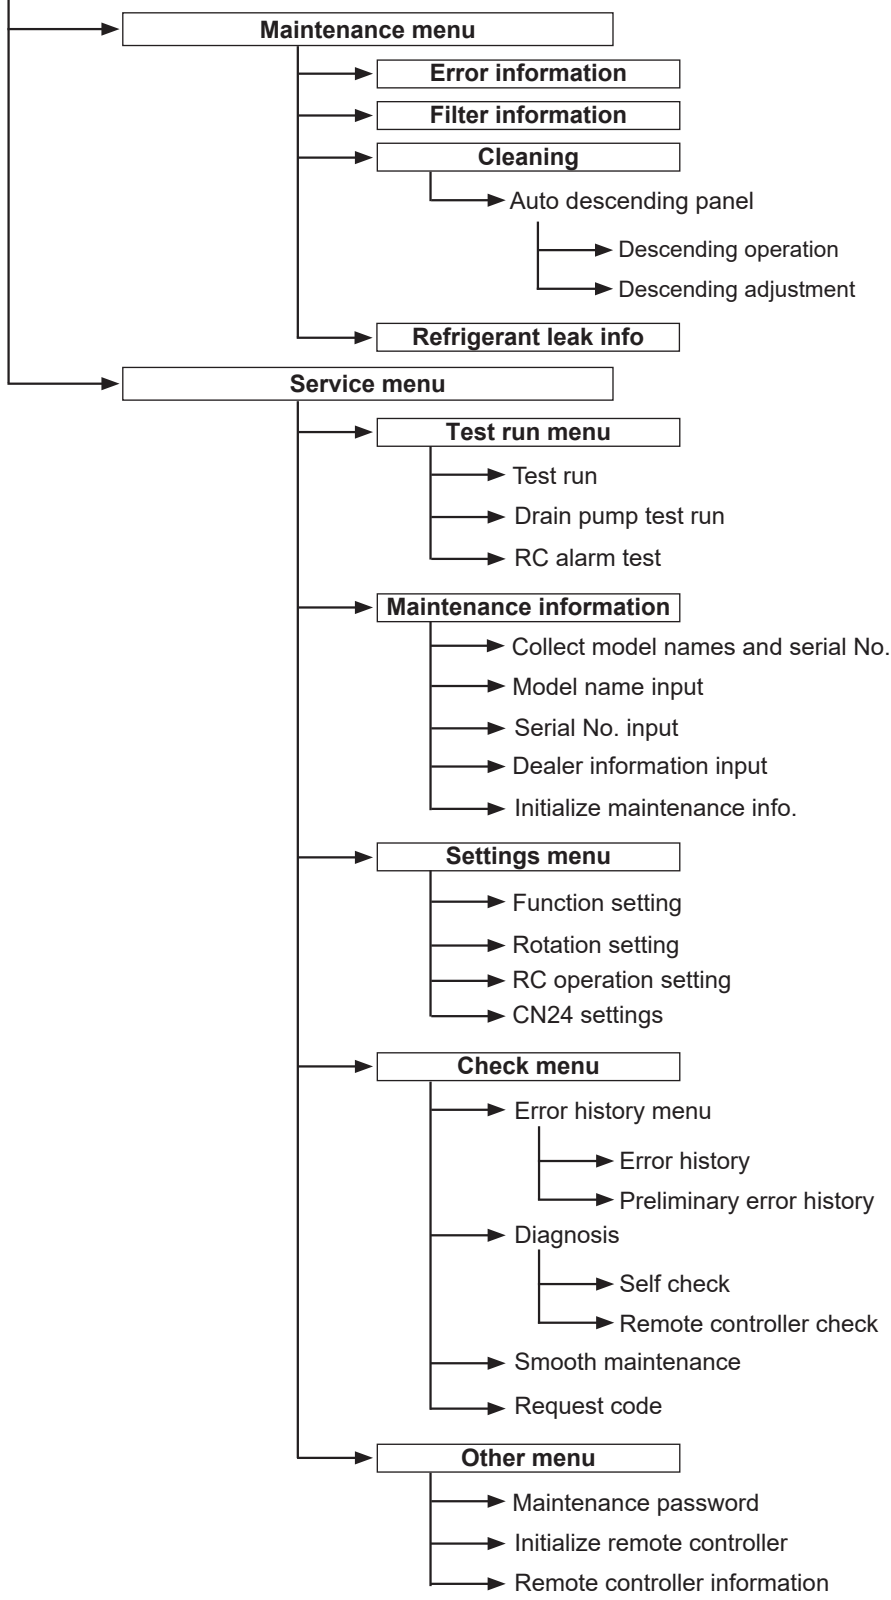 Maintenance menu
Error information
Filter information
Cleaning
Auto descending panel
Descending operation
Descending adjustment
Refrigerant leak info
Service menu
Test run menu
Test run
Drain pump test run
RC alarm test
Maintenance information
Collect model names and serial No.
Model name input
Serial No. input
Dealer information input
Initialize maintenance info.
Settings menu
Function setting
Rotation setting
RC operation setting
CN24 settings
Check menu
Error history menu
Error history
Preliminary error history
Diagnosis
Self check
Remote controller check
Smooth maintenance
Request code
Other menu
Maintenance password
Initialize remote controller
Remote controller information